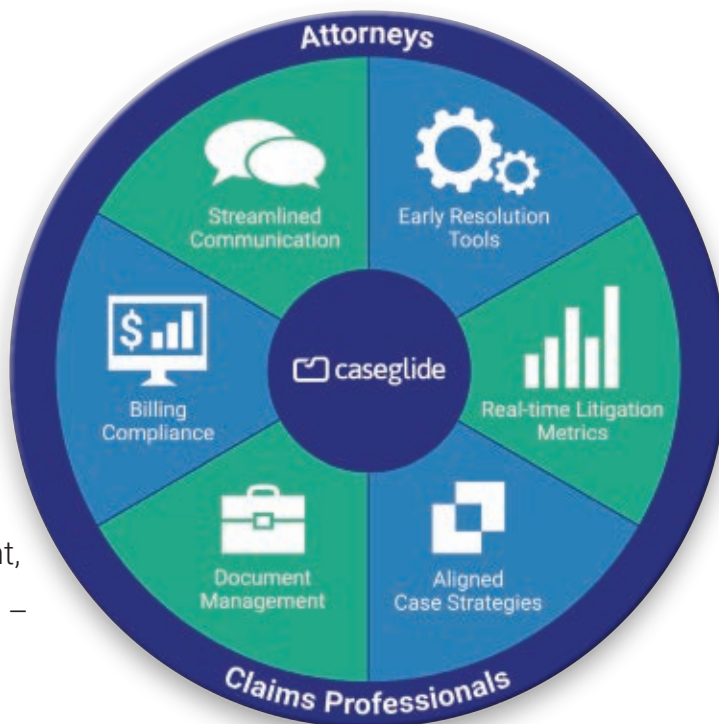 Attorneys
Streamlined
Communication
Early Resolution
Tools
Billing
Compliance
$
caseglide
Real-time Litigation
Metrics
Document
Management
Aligned
Case Strategies
Claims Professionals
–